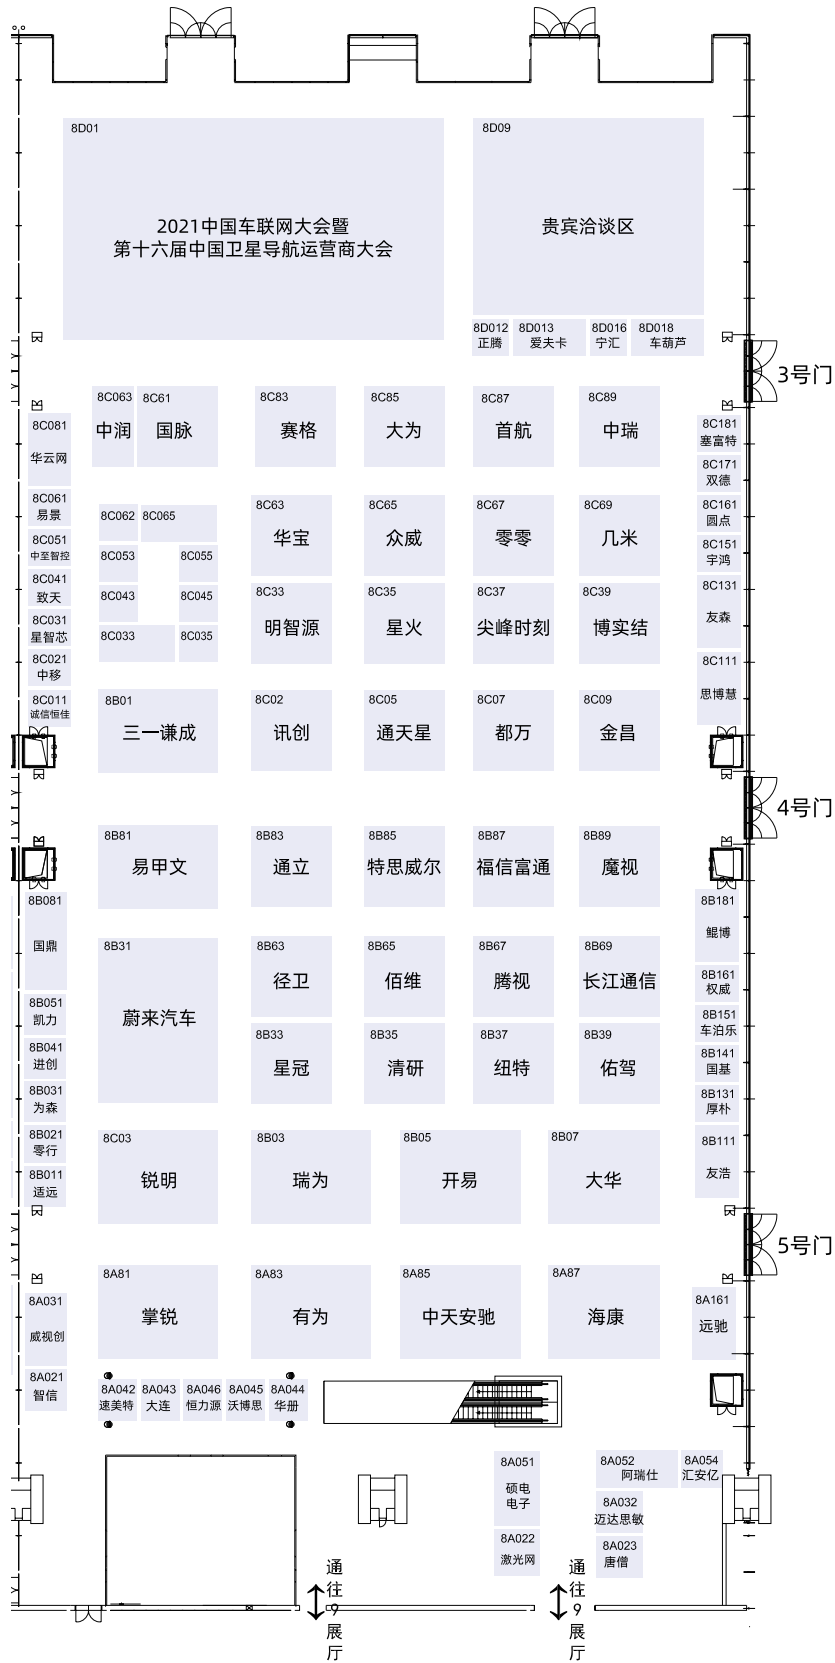 8D01
2021中国车联网大会暨
第十六届中国卫星导航运营商大会
8D09
贵宾洽谈区
8D012
正腾
8D013
爱夫卡
8D016
宁汇
8D018
车葫芦
3号门
8C063
中润
8C61
国脉
8C83
赛格
8C85
大为
8C87
首航
8C89
中瑞
8C081
华云网
8C061
易景
8C051
中至智控
8C041
致天
8C031
星智芯
8C021
中移
8C011
诚信恒佳
8C062
8C065
8C053
8C055
8C043
8C045
8C033
8C035
8C63
华宝
8C65
众威
8C67
零零
8C69
几米
8C33
明智源
8C35
星火
8C37
尖峰时刻
8C39
博实结
8C181
塞富特
8C171
双德
8C161
圆点
8C151
宇鸿
8C131
友森
8C111
思博慧
8B01
三一谦成
8C02
讯创
8C05
通天星
8C07
都万
8C09
金昌
4号门
8B81
易甲文
8B83
通立
8B85
特思威尔
8B87
福信富通
8B89
魔视
8B081
国鼎
8B051
凯力
8B041
进创
8B031
为森
8B021
零行
8B011
适远
8B31
蔚来汽车
8B63
径卫
8B65
佰维
8B67
腾视
8B69
长江通信
8B33
星冠
8B35
清研
8B37
纽特
8B39
佑驾
8B181
鲲博
8B161
权威
8B151
车泊乐
8B141
国基
8B131
厚朴
8B111
友浩
8C03
锐明
8B03
瑞为
8B05
开易
8B07
大华
5号门
8A81
掌锐
8A83
有为
8A85
中天安驰
8A87
海康
8A031
威视创
8A021
智信
8A161
远驰
8A042
速美特
8A043
大连
8A046
恒力源
8A045
沃博思
8A044
华册
8A051
硕电
电子
8A022
激光网
8A052
阿瑞仕
8A054
汇安亿
8A032
迈达思敏
8A023
唐僧
通
往
9
展
厅
通
往
9
展
厅